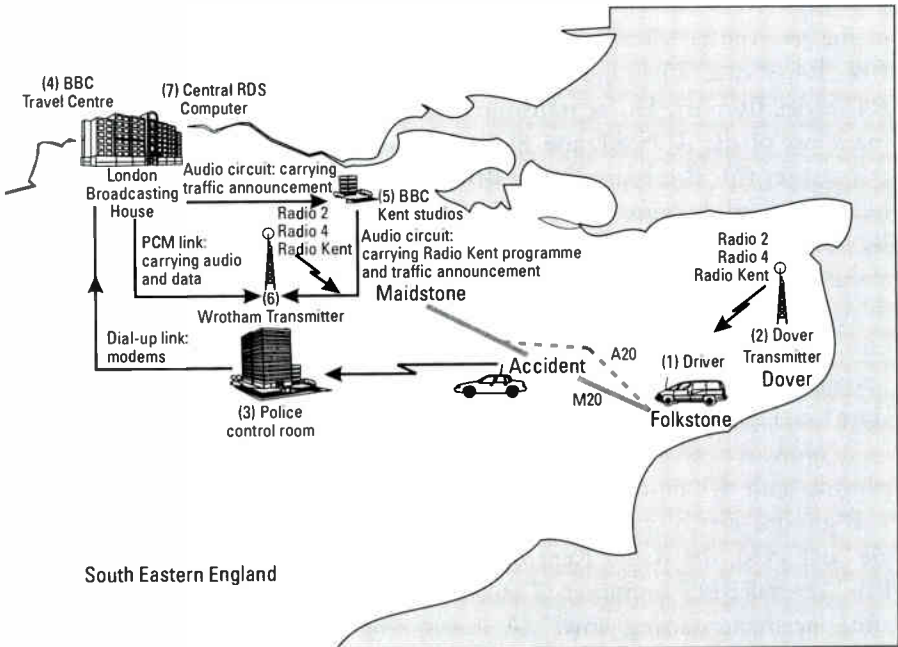 (4) BBC
Travel Centre
(7) Central RDS
Computer
London
Broadcasting
House
Audio circuit: carrying
traffic announcement
(5) BBC
Kent studios
Radio 2
Radio 4
Radio Kent
PCM link:
carrying audio
and data
Audio circuit:
carrying Radio Kent programme
and traffic announcement
(6)
Wrotham Transmitter
Maidstone
Radio 2
Radio 4
Radio Kent
(2) Dover
Transmitter
Dover
Dial-up link:
modems
(3) Police
control room
Accident
A20
M20
(1) Driver
Folkstone
South Eastern England